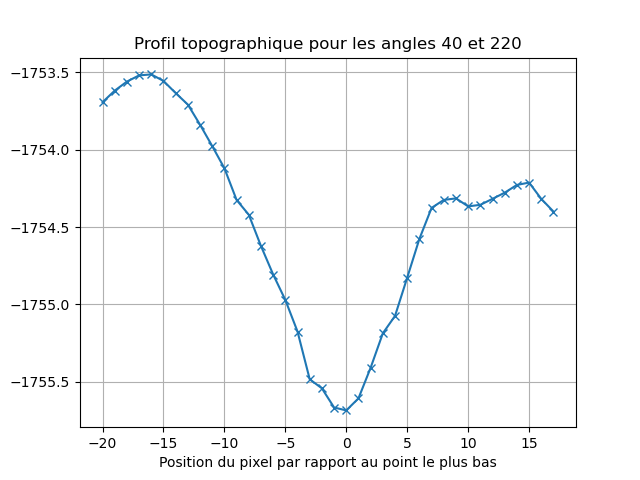 Profil topographique pour les angles 40 et 220
−1753.5
−1754.0
−1754.5
−1755.0
−1755.5
−20 −15 −10 −5 0 5 10 15
Position du pixel par rapport au point le plus bas